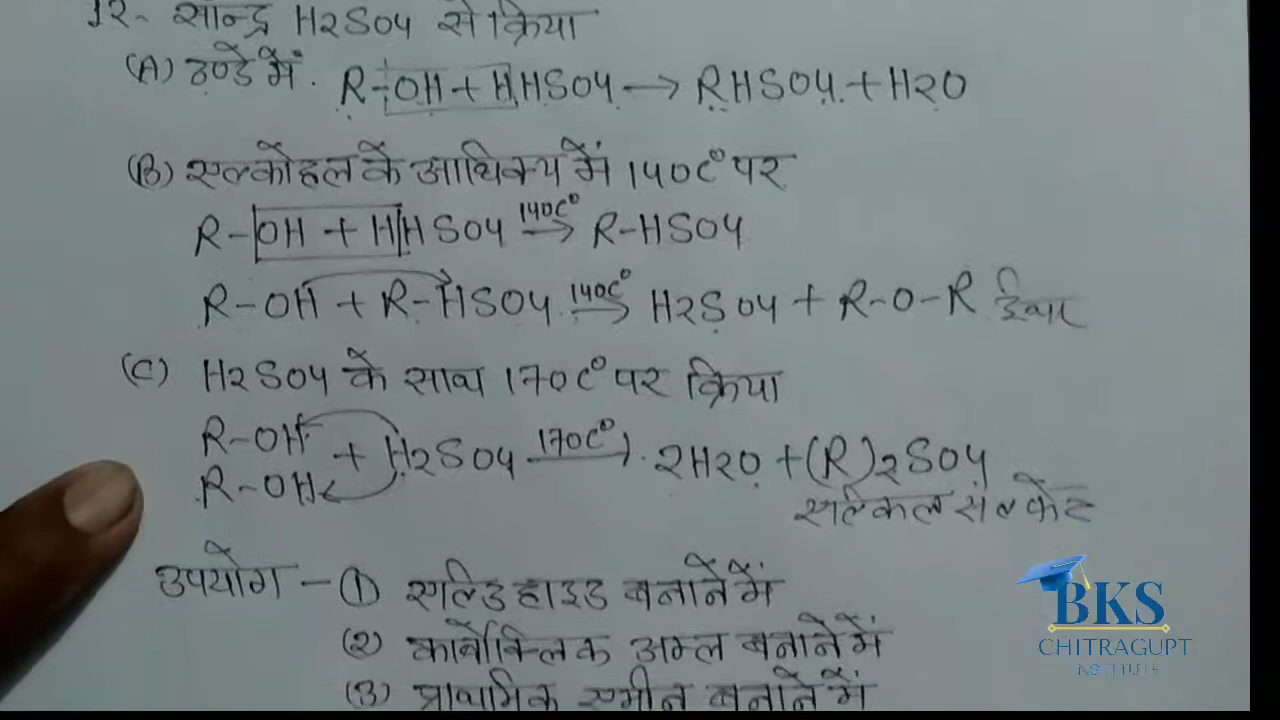 12- सान्द्र H2SO4 से क्रिया
(A) ठण्डे में. R-OH + HHSO4 → RHSO4 + H2O
(B) एल्कोहल के आधिक्य में 140C° पर
R-OH + HHSO4 140C° → R-HSO4
R-OH + R-HSO4 140C° → H2SO4 + R-O-R ईथर
(C) H2SO4 के साथ 170C° पर क्रिया
R-OH
R-OH + H2SO4 170C° → 2H2O + (R)2SO4
एल्किल सल्फेट
उपयोग - ① एल्डिहाइड बनाने में
(२) कार्बोक्लिक अम्ल बनाने में
(3) प्राथमिक एमीन बनाने में
BKS
CHITRAGUPT
INSTITUTE